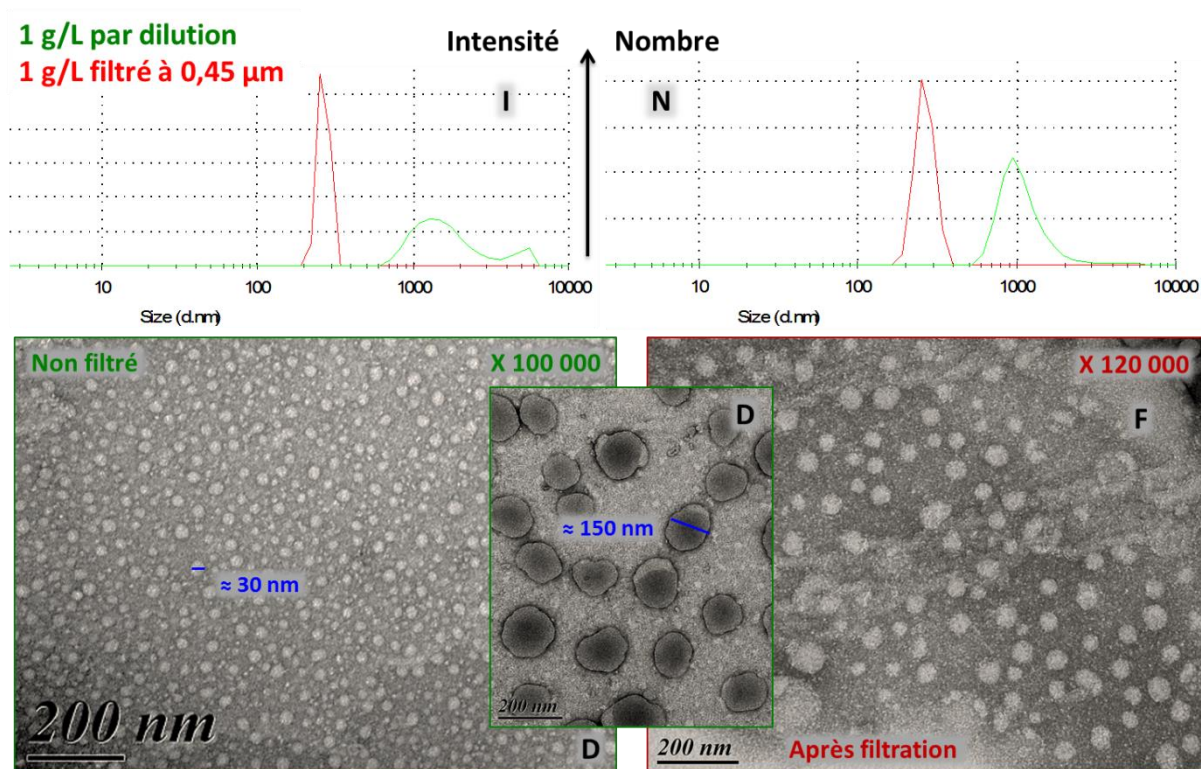 1 g/L par dilution
1 g/L filtré à 0,45 µm
Intensité
Nombre
I
N
10
100
1000
10000
Size (d.nm)
10
100
1000
10000
Size (d.nm)
Non filtré
X 100 000
≈ 30 nm
200 nm
D
D
≈ 150 nm
200 nm
X 120 000
F
200 nm
Après filtration